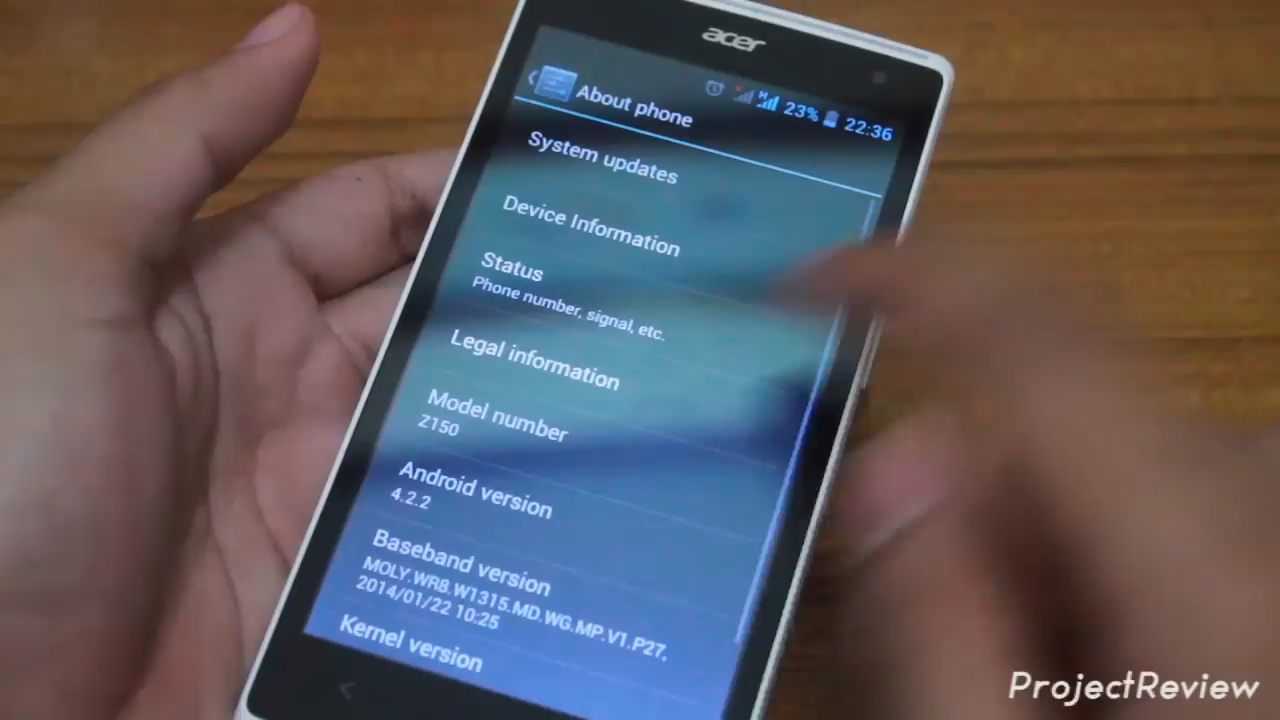 acer
23% 22:36
About phone
System updates
Device Information
Status
Phone number, signal, etc.
Legal information
Model number
Z150
Android version
4.2.2
Baseband version
MOLY.WR8.W1315.MD.WG.MP.V1.P27,
2014/01/22 10:25
Kernel version
ProjectReview